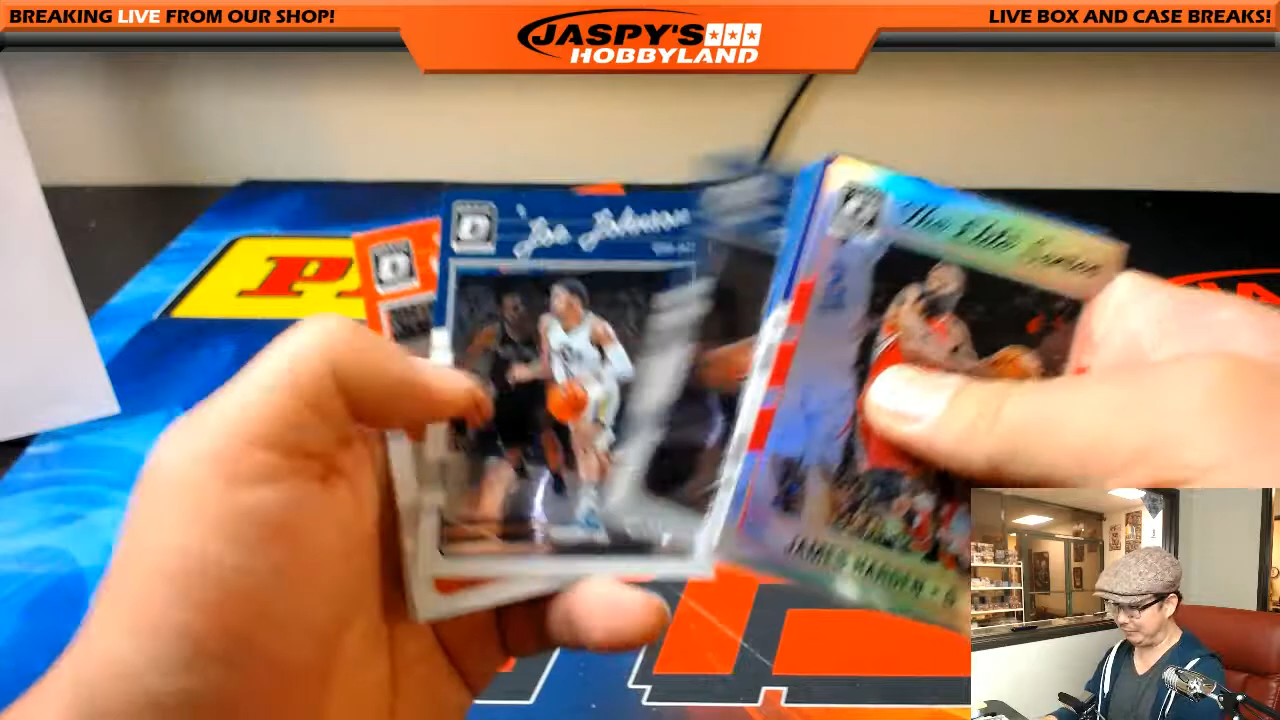 BREAKING LIVE FROM OUR SHOP!
JASPY'S
HOBBYLAND
LIVE BOX AND CASE BREAKS!
Joe Johnson
The Elite Series
JAMES HARDEN